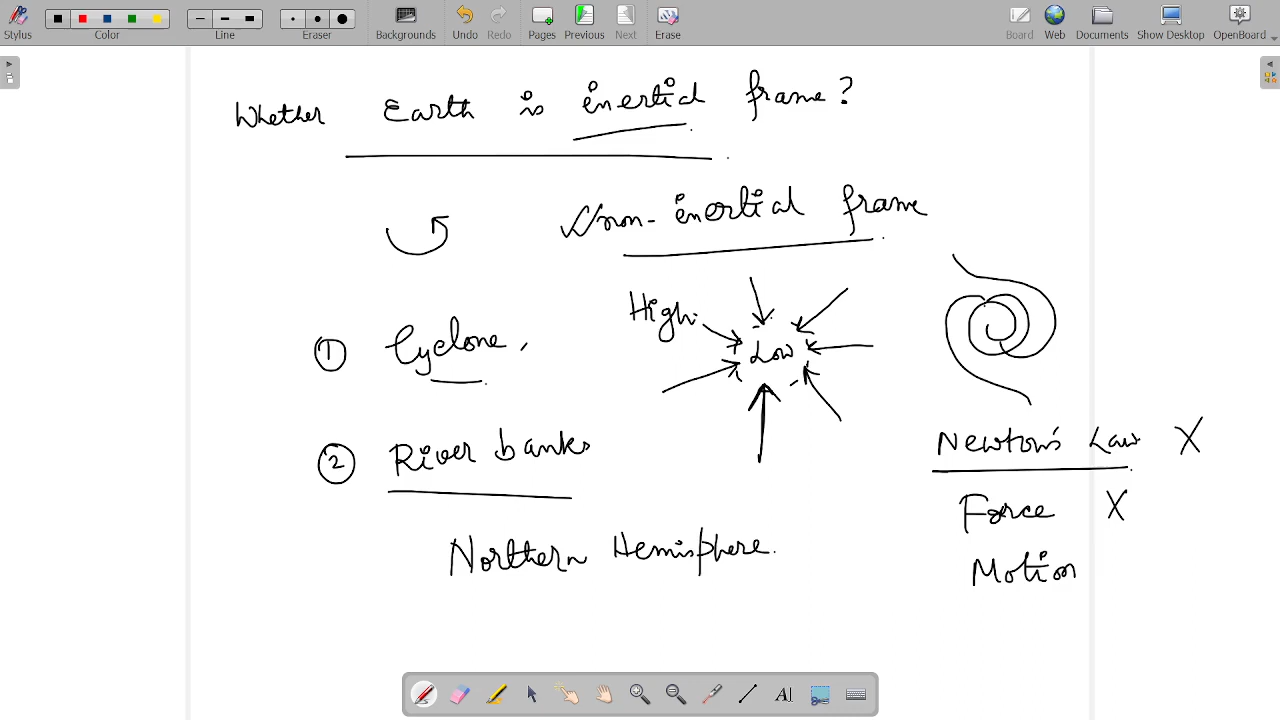 Stylus Color Line Eraser Backgrounds Undo Redo Pages Previous Next Erase Board Web Documents Show Desktop OpenBoard
Whether Earth is inertial frame?
non-inertial frame
High
Low
① Cyclone,
② River banks
Northern Hemisphere.
Newton's Law X
Force X
Motion
AI